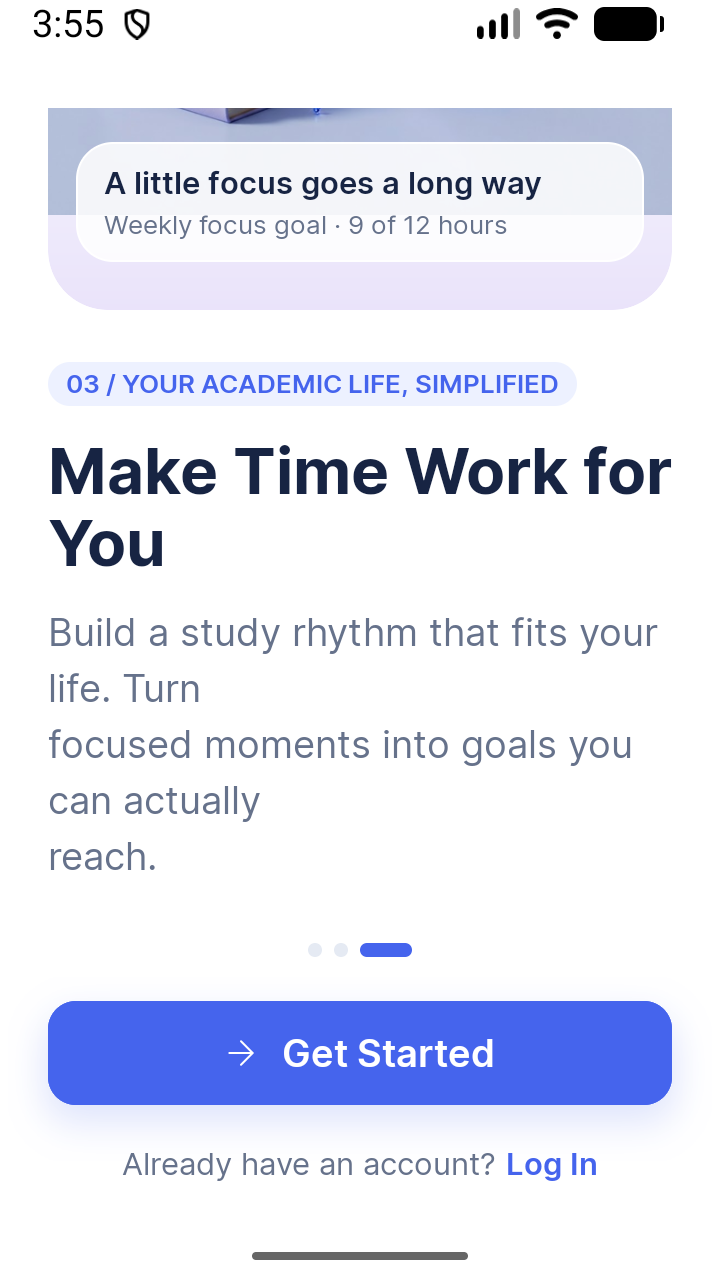 3:55
A little focus goes a long way
Weekly focus goal · 9 of 12 hours
03 / YOUR ACADEMIC LIFE, SIMPLIFIED
Make Time Work for
You
Build a study rhythm that fits your
life. Turn
focused moments into goals you
can actually
reach.
Get Started
Already have an account? Log In